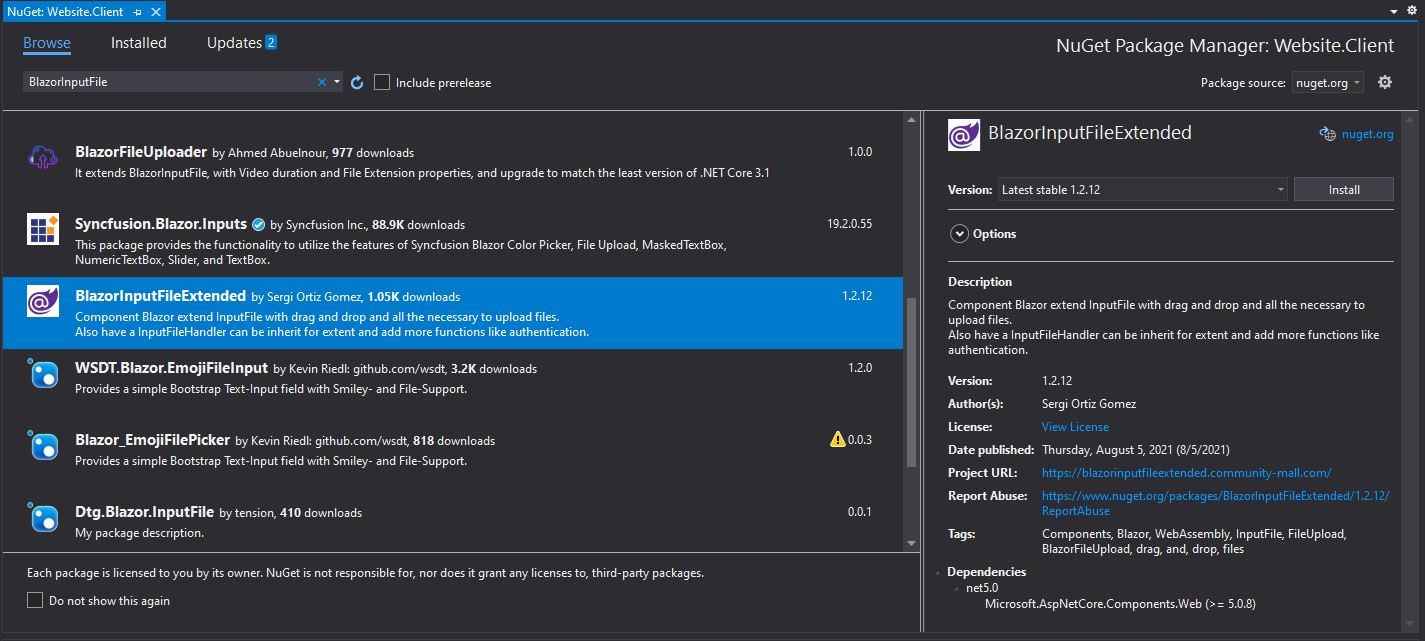 NuGet: Website.Client
Browse
Installed
Updates 2
NuGet Package Manager: Website.Client
BlazorInputFile
Include prerelease
Package source: nuget.org
BlazorFileUploader by Ahmed Abuelnour, 977 downloads
1.0.0
It extends BlazorInputFile, with Video duration and File Extension properties, and upgrade to match the least version of .NET Core 3.1
Syncfusion.Blazor.Inputs by Syncfusion Inc., 88.9K downloads
19.2.0.55
This package provides the functionality to utilize the features of Syncfusion Blazor Color Picker, File Upload, MaskedTextBox,
NumericTextBox, Slider, and TextBox.
BlazorInputFileExtended by Sergi Ortiz Gomez, 1.05K downloads
1.2.12
Component Blazor extend InputFile with drag and drop and all the necessary to upload files.
Also have a InputFileHandler can be inherit for extent and add more functions like authentication.
WSDT.Blazor.EmojiFileInput by Kevin Riedl: github.com/wsdt, 3.2K downloads
1.2.0
Provides a simple Bootstrap Text-Input field with Smiley- and File-Support.
Blazor_EmojiFilePicker by Kevin Riedl: github.com/wsdt, 818 downloads
0.0.3
Provides a simple Bootstrap Text-Input field with Smiley- and File-Support.
Dtg.Blazor.InputFile by tension, 410 downloads
0.0.1
My package description.
Each package is licensed to you by its owner. NuGet is not responsible for, nor does it grant any licenses to, third-party packages.
Do not show this again
BlazorInputFileExtended
nuget.org
Version: Latest stable 1.2.12
Install
Options
Description
Component Blazor extend InputFile with drag and drop and all the necessary to
upload files.
Also have a InputFileHandler can be inherit for extent and add more functions like
authentication.
Version: 1.2.12
Author(s): Sergi Ortiz Gomez
License: View License
Date published: Thursday, August 5, 2021 (8/5/2021)
Project URL: https://blazorinputfileextended.community-mall.com/
Report Abuse: https://www.nuget.org/packages/BlazorInputFileExtended/1.2.12/
ReportAbuse
Tags: Components, Blazor, WebAssembly, InputFile, FileUpload,
BlazorFileUpload, drag, and, drop, files
Dependencies
net5.0
Microsoft.AspNetCore.Components.Web (>= 5.0.8)